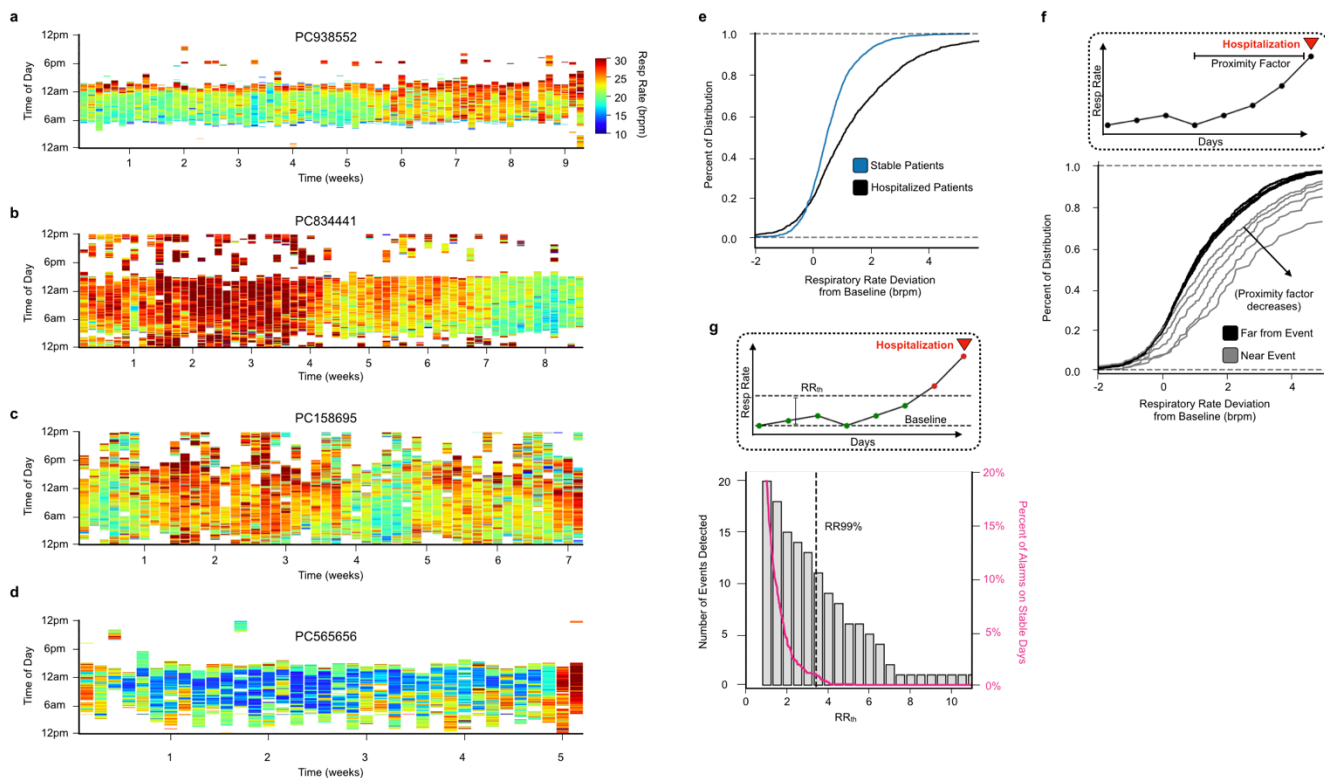 a
PC938552
12pm
6pm
12am
6am
12am
Time of Day
1 2 3 4 5 6 7 8 9
Time (weeks)
30
25
20
15
10
Resp Rate (brpm)
b
PC834441
12pm
6pm
12am
6am
12pm
Time of Day
1 2 3 4 5 6 7 8
Time (weeks)
c
PC158695
12pm
6pm
12am
6am
12pm
Time of Day
1 2 3 4 5 6 7
Time (weeks)
d
PC565656
12pm
6pm
12am
6am
12pm
Time of Day
1 2 3 4 5
Time (weeks)
e
1.0
0.8
0.6
0.4
0.2
0.0
Percent of Distribution
Stable Patients
Hospitalized Patients
-2 0 2 4
Respiratory Rate Deviation
from Baseline (brpm)
f
Hospitalization
Proximity Factor
Resp Rate
Days
1.0
0.8
0.6
0.4
0.2
0.0
Percent of Distribution
(Proximity factor
decreases)
Far from Event
Near Event
-2 0 2 4
Respiratory Rate Deviation
from Baseline (brpm)
g
Hospitalization
RRth
Baseline
Resp Rate
Days
20
15
10
5
0
Number of Events Detected
RR99%
20%
15%
10%
5%
0%
Percent of Alarms on Stable Days
0 2 4 6 8 10
RRth